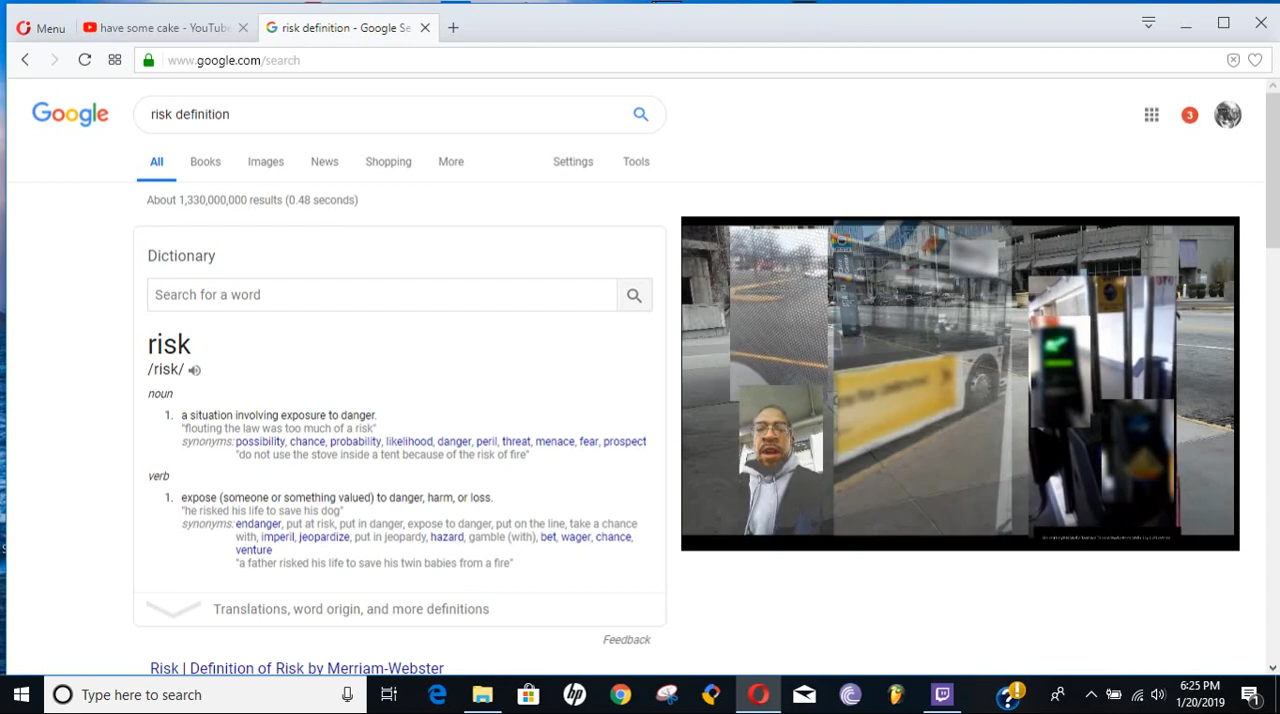 Menu
have some cake - YouTube
risk definition - Google Se
www.google.com/search
Google
risk definition
3
All Books Images News Shopping More Settings Tools
About 1,330,000,000 results (0.48 seconds)
Dictionary
Search for a word
risk
/risk/
noun
1. a situation involving exposure to danger.
"flouting the law was too much of a risk"
synonyms: possibility, chance, probability, likelihood, danger, peril, threat, menace, fear, prospect
"do not use the stove inside a tent because of the risk of fire"
verb
1. expose (someone or something valued) to danger, harm, or loss.
"he risked his life to save his dog"
synonyms: endanger, put at risk, put in danger, expose to danger, put on the line, take a chance
with, imperil, jeopardize, put in jeopardy, hazard, gamble (with), bet, wager, chance,
venture
"a father risked his life to save his twin babies from a fire"
Translations, word origin, and more definitions
Feedback
Risk | Definition of Risk by Merriam-Webster
Type here to search
hp
6:25 PM
1/20/2019
1